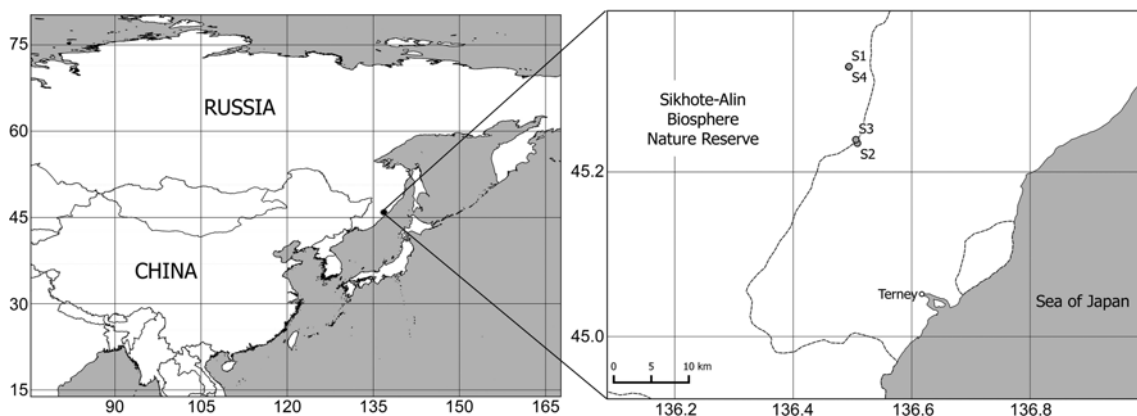 75
60
45
30
15
RUSSIA
CHINA
90
105
120
135
150
168
Sikhote-Alin
Biosphere
Nature Reserve
S1
S4
S3
S2
45.2
45.0
Terney
Sea of Japan
0 5 10 km
136.2
136.4
136.6
136.8